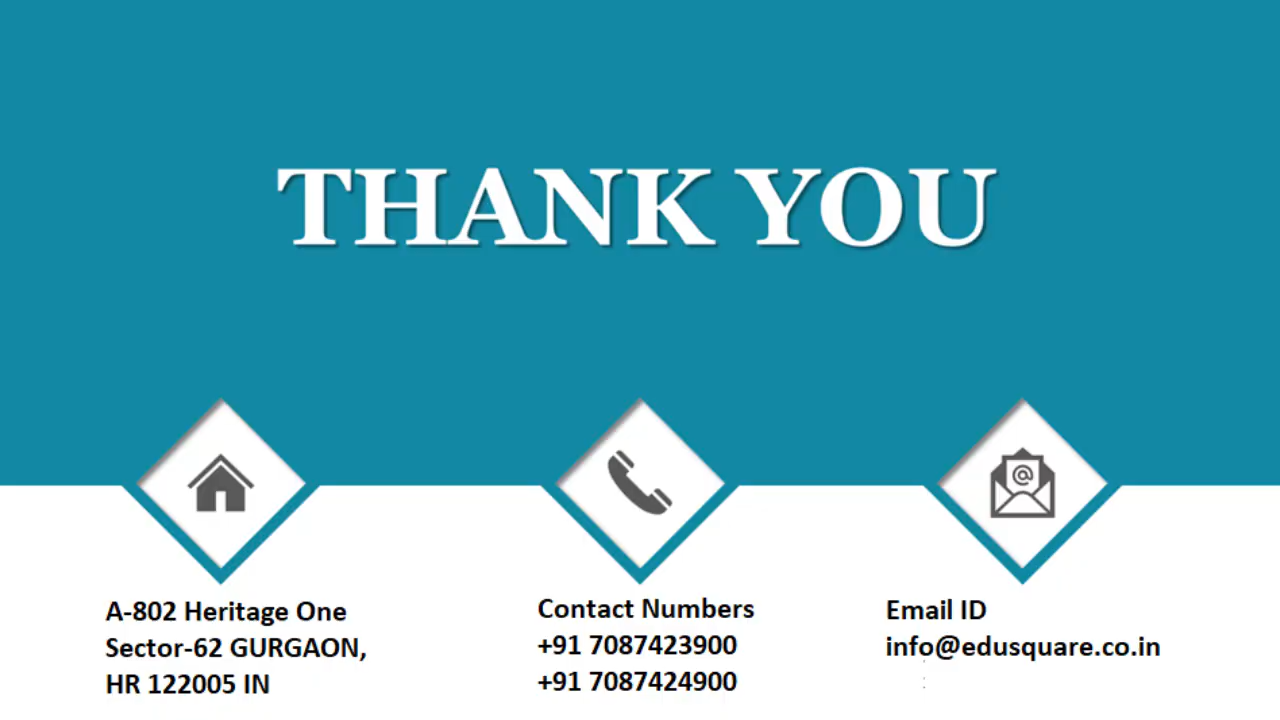 THANK YOU
A-802 Heritage One
Sector-62 GURGAON,
HR 122005 IN
Contact Numbers
+91 7087423900
+91 7087424900
Email ID
info@edusquare.co.in